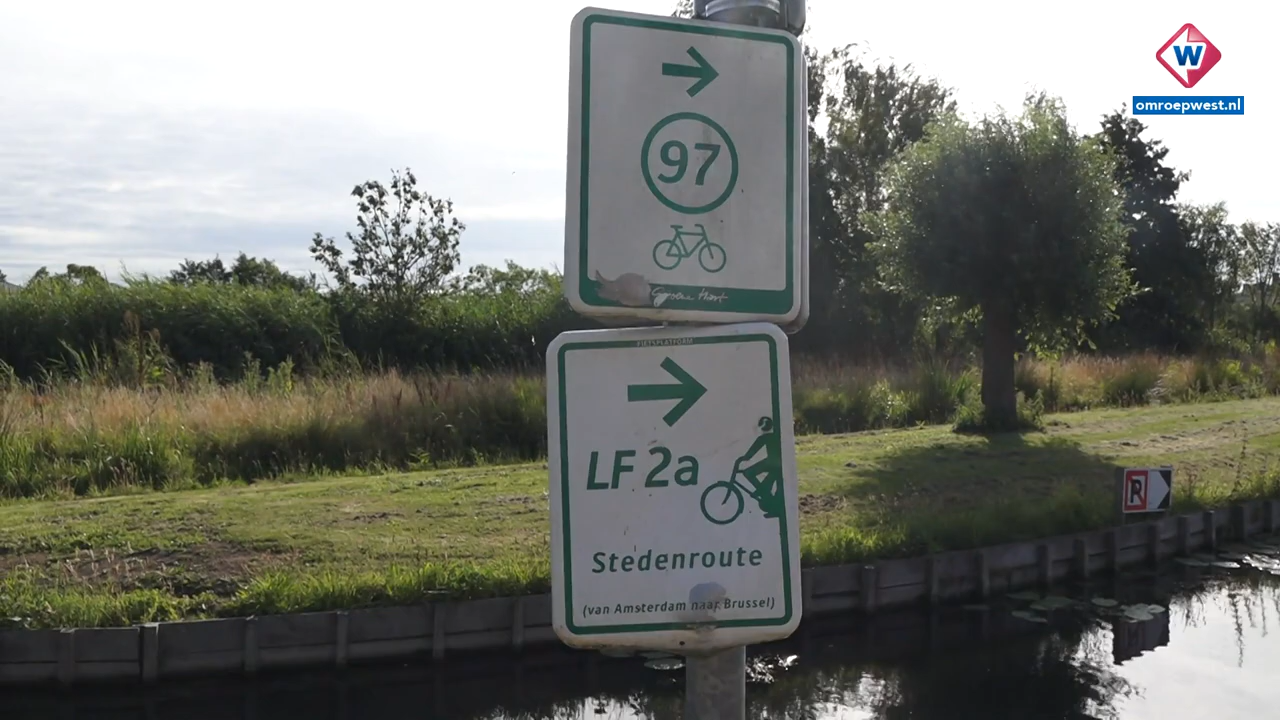 W
omroepwest.nl
97
Groene Hart
FIETSPLATFORM
LF 2a
Stedenroute
(van Amsterdam naar Brussel)
R